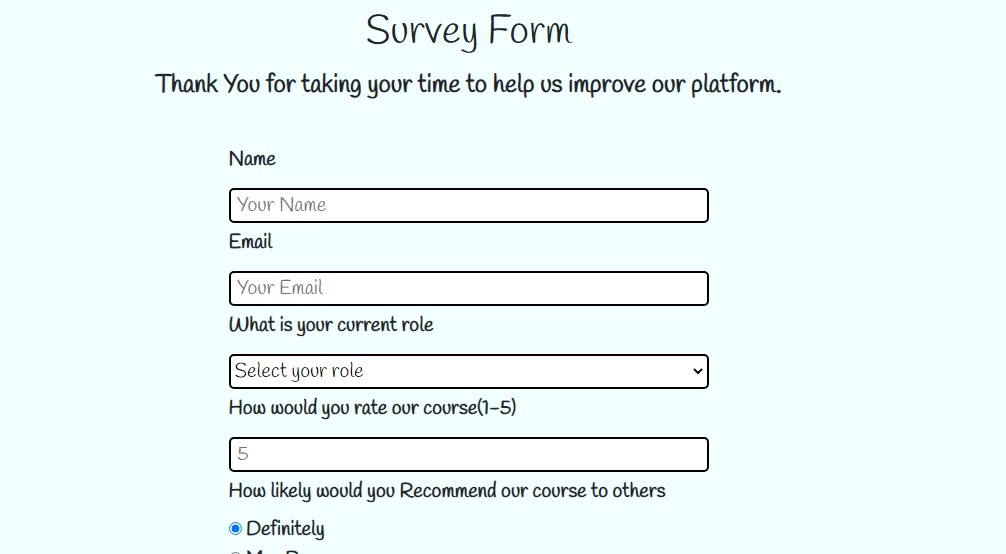 Survey Form
Thank You for taking your time to help us improve our platform.
Name
Your Name
Email
Your Email
What is your current role
Select your role
How would you rate our course(1-5)
5
How likely would you Recommend our course to others
Definitely